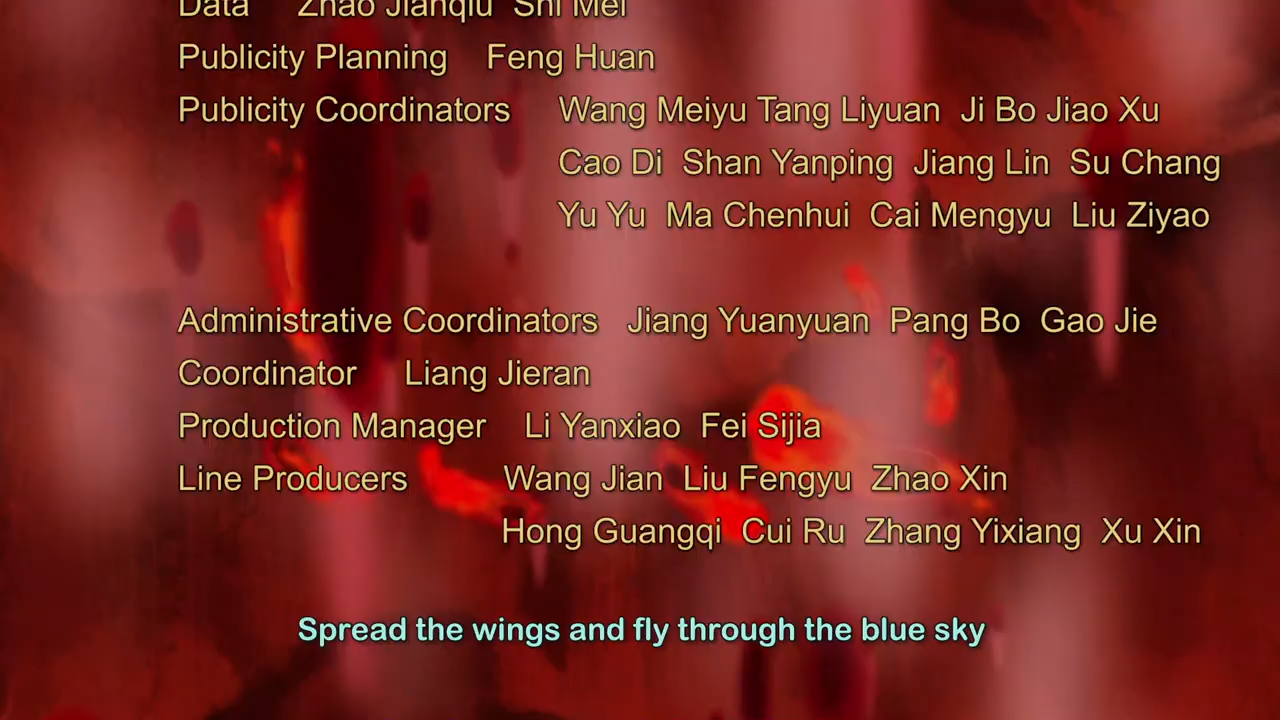 Data Zhao Jianqiu Shi Mei
Publicity Planning Feng Huan
Publicity Coordinators Wang Meiyu Tang Liyuan Ji Bo Jiao Xu
Cao Di Shan Yanping Jiang Lin Su Chang
Yu Yu Ma Chenhui Cai Mengyu Liu Ziyao
Administrative Coordinators Jiang Yuanyuan Pang Bo Gao Jie
Coordinator Liang Jieran
Production Manager Li Yanxiao Fei Sijia
Line Producers Wang Jian Liu Fengyu Zhao Xin
Hong Guangqi Cui Ru Zhang Yixiang Xu Xin
Spread the wings and fly through the blue sky